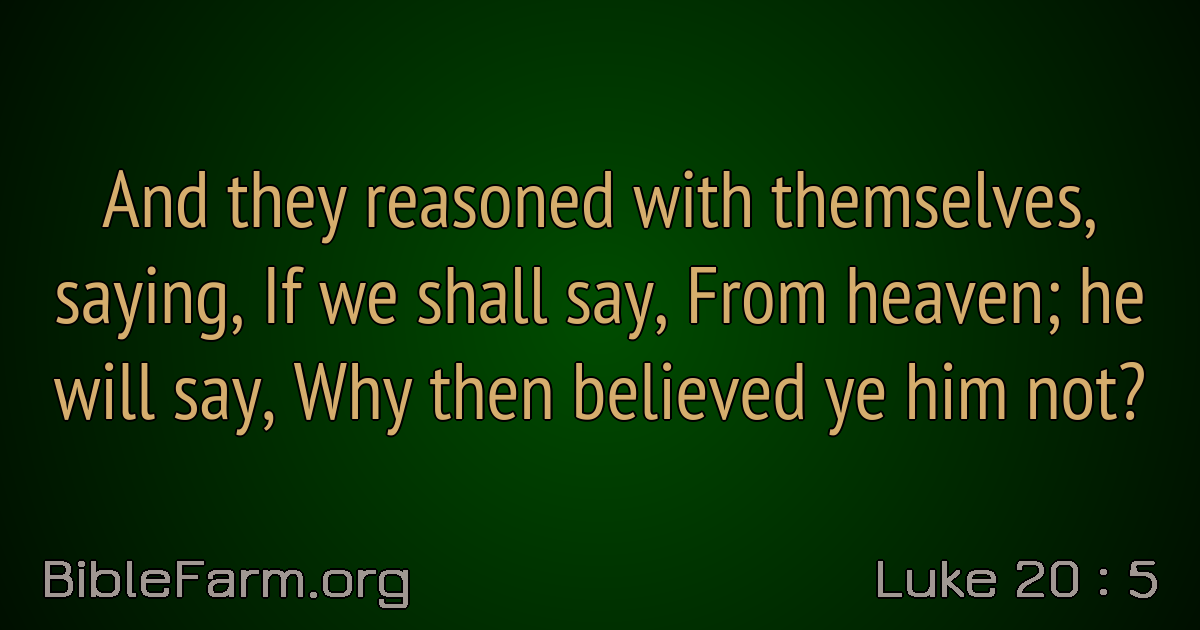 And they reasoned with themselves,
saying, If we shall say, From heaven; he
will say, Why then believed ye him not?
BibleFarm.org
Luke 20 : 5